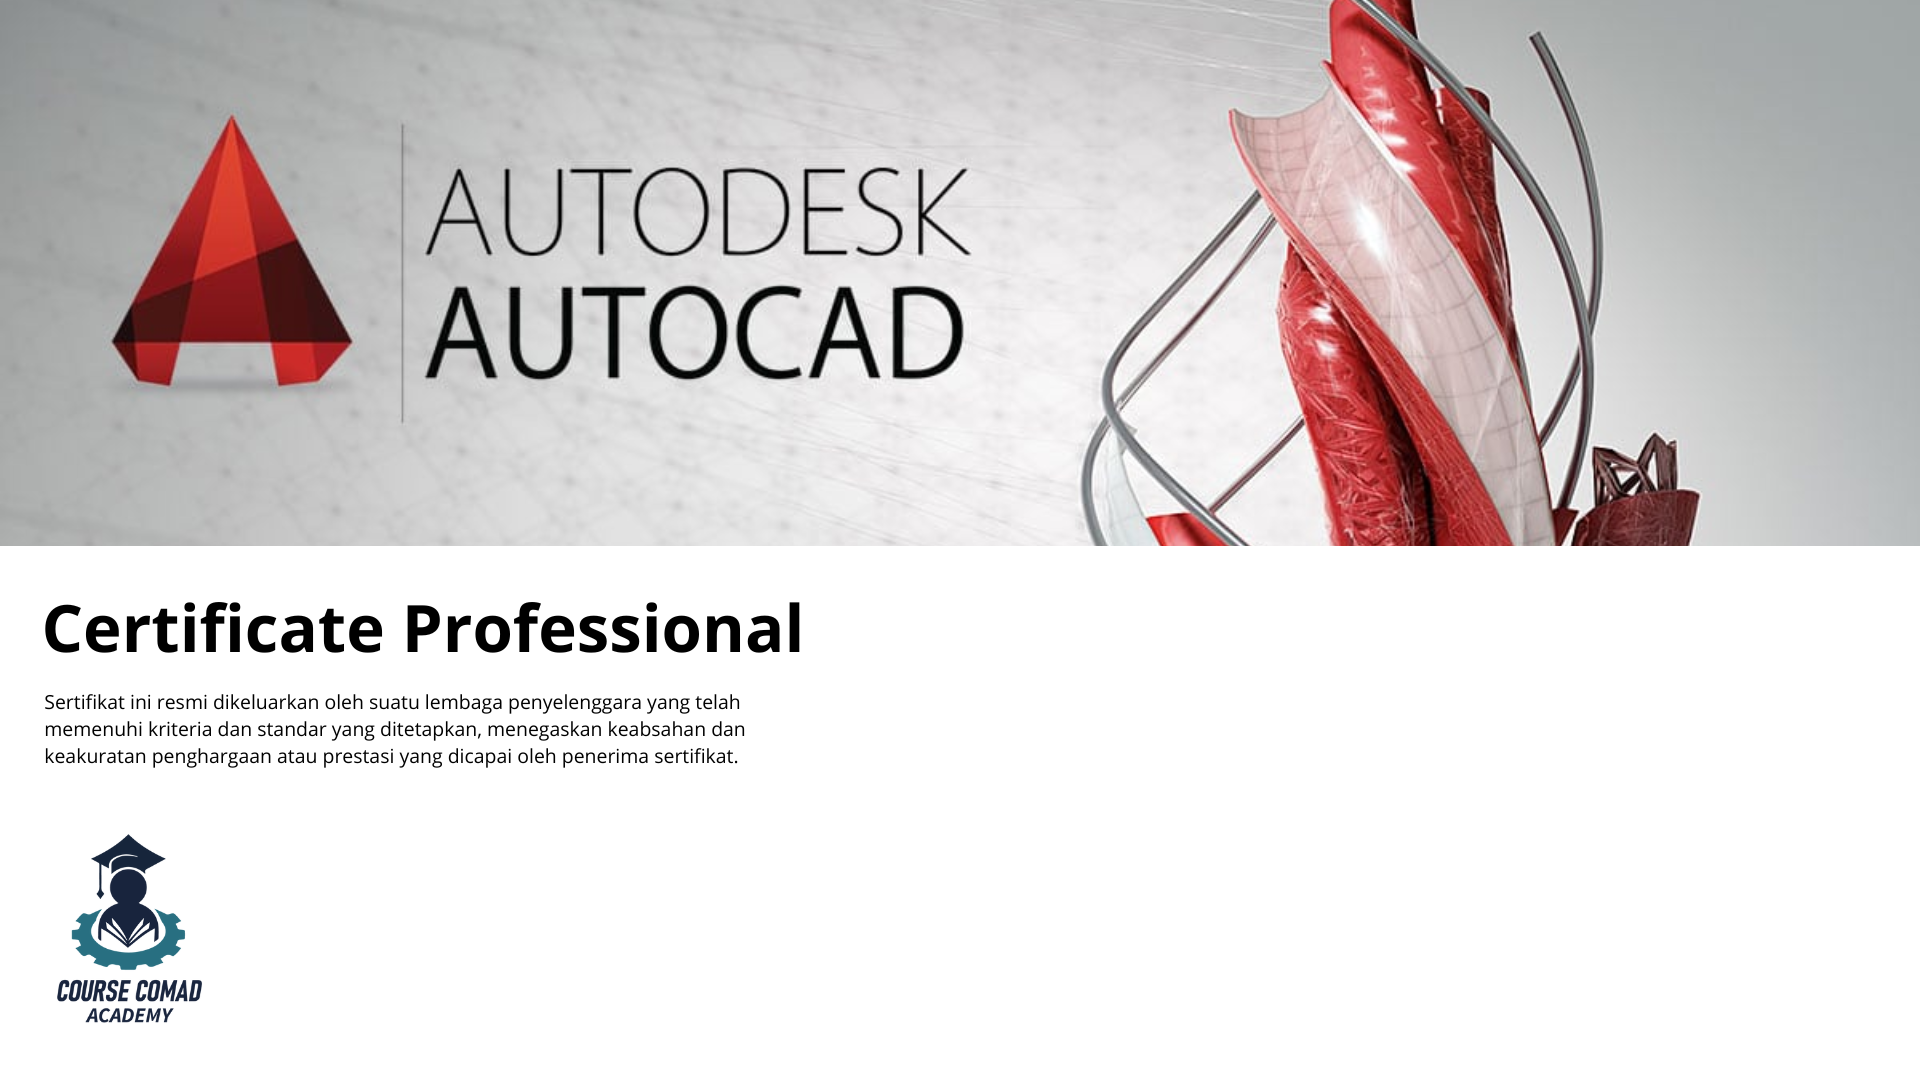 AUTODESK
AUTOCAD
Certificate Professional
Sertifikat ini resmi dikeluarkan oleh suatu lembaga penyelenggara yang telah
memenuhi kriteria dan standar yang ditetapkan, menegaskan keabsahan dan
keakuratan penghargaan atau prestasi yang dicapai oleh penerima sertifikat.
COURSE COMAD
ACADEMY